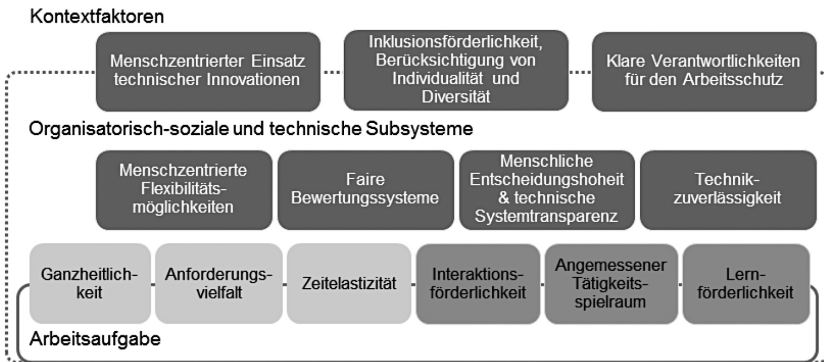 Kontextfaktoren
Menschzentrierter Einsatz
technischer Innovationen
Inklusionsförderlichkeit,
Berücksichtigung von
Individualität und
Diversität
Klare Verantwortlichkeiten
für den Arbeitsschutz
Organisatorisch-soziale und technische Subsysteme
Menschzentrierte
Flexibilitäts-
möglichkeiten
Faire
Bewertungssysteme
Menschliche
Entscheidungshoheit
& technische
Systemtransparenz
Technik-
zuverlässigkeit
Ganzheitlich-
keit
Anforderungs-
vielfalt
Zeitelastizität
Interaktions-
förderlichkeit
Angemessener
Tätigkeits-
spielraum
Lern-
förderlichkeit
Arbeitsaufgabe